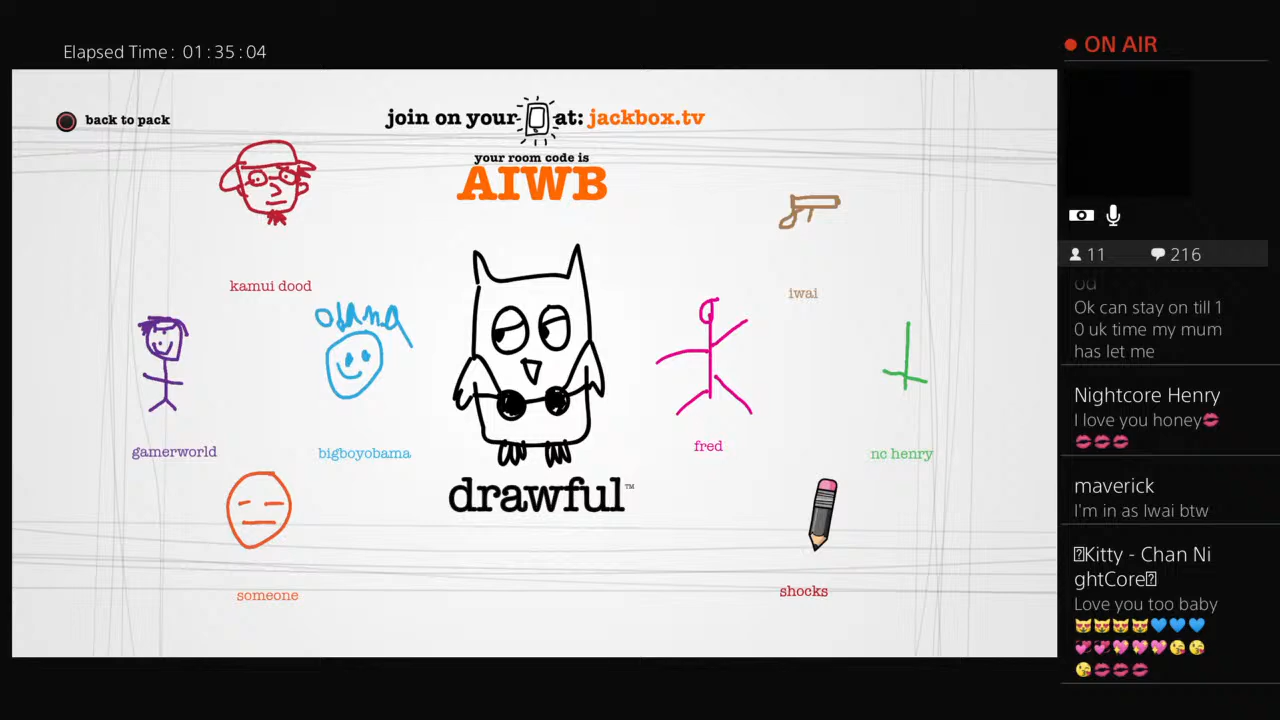 Elapsed Time: 01:35:04
ON AIR
back to pack
join on your at: jackbox.tv
your room code is
AIWB
kamui dood
iwai
obama
gamerworld
bigboyobama
fred
nc henry
drawful™
someone
shocks
11 216
Ok can stay on till 1
0 uk time my mum
has let me
Nightcore Henry
I love you honey💋
💋💋💋
maverick
I'm in as Iwai btw
Kitty - Chan Ni
ghtCore
Love you too baby
😻😻😻😻💙💙💙
💞💞💖💖💖😘😘
😘💋💋💋